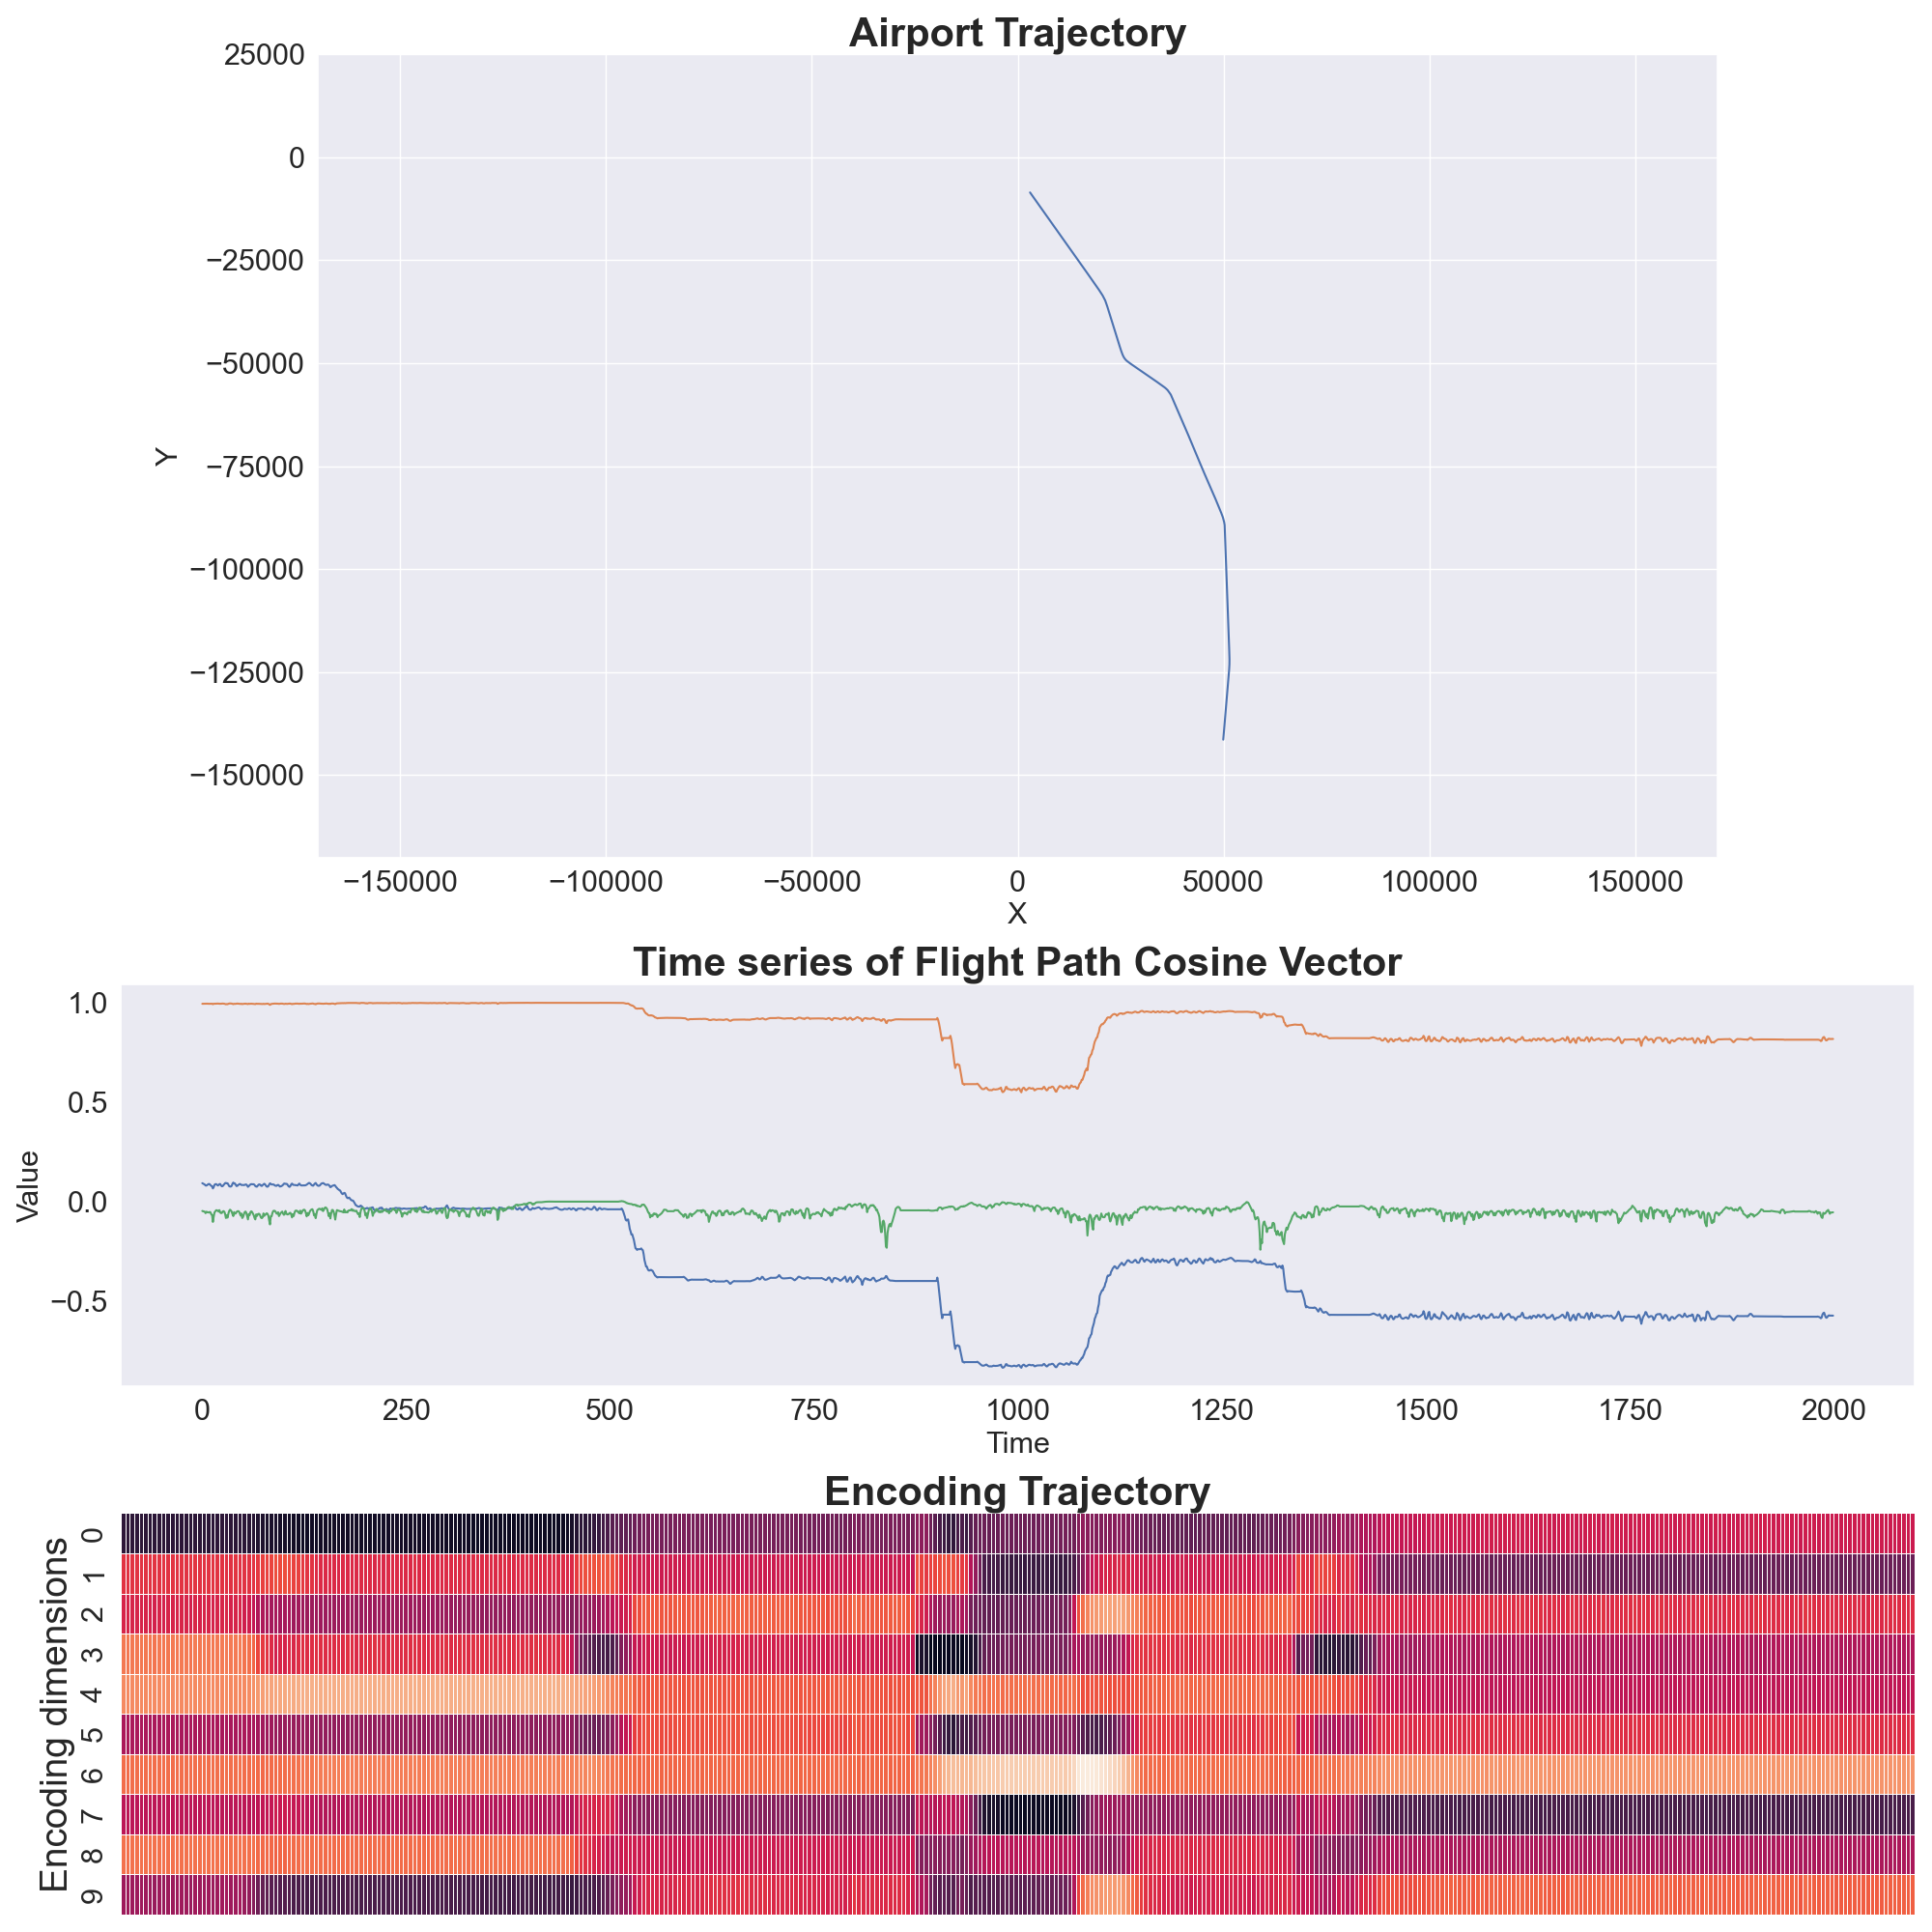 Airport Trajectory
25000
0
−25000
−50000
−75000
−100000
−125000
−150000
Y
−150000 −100000 −50000 0 50000 100000 150000
X
Time series of Flight Path Cosine Vector
1.0
0.5
0.0
−0.5
Value
0 250 500 750 1000 1250 1500 1750 2000
Time
Encoding Trajectory
Encoding dimensions
0
1
2
3
4
5
6
7
8
9